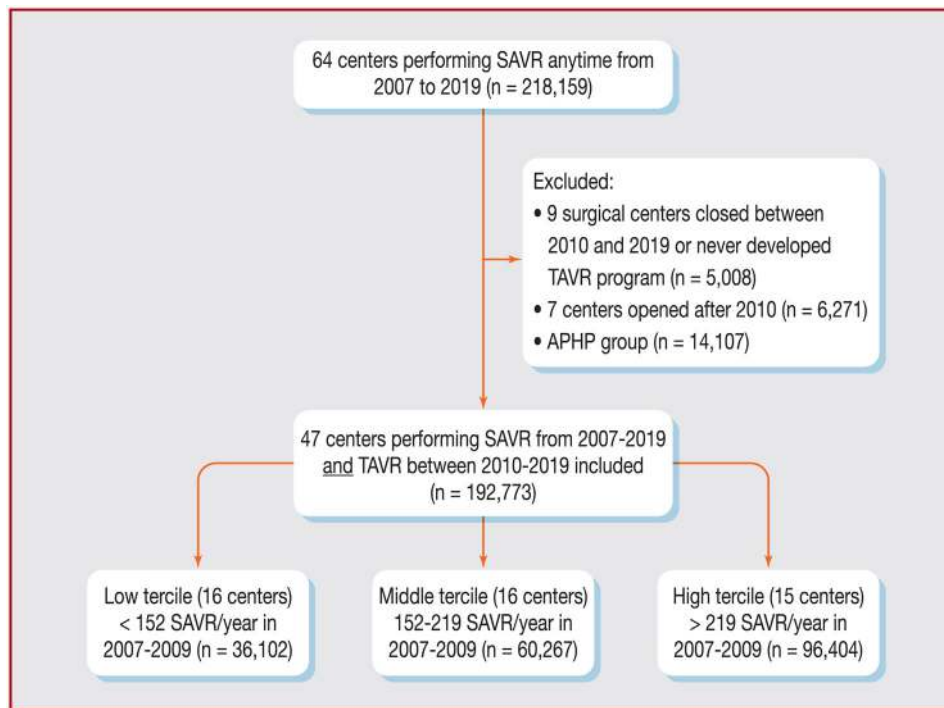 64 centers performing SAVR anytime from
2007 to 2019 (n = 218,159)
Excluded:
• 9 surgical centers closed between
2010 and 2019 or never developed
TAVR program (n = 5,008)
• 7 centers opened after 2010 (n = 6,271)
• APHP group (n = 14,107)
47 centers performing SAVR from 2007-2019
and TAVR between 2010-2019 included
(n = 192,773)
Low tercile (16 centers)
< 152 SAVR/year in
2007-2009 (n = 36,102)
Middle tercile (16 centers)
152-219 SAVR/year in
2007-2009 (n = 60,267)
High tercile (15 centers)
> 219 SAVR/year in
2007-2009 (n = 96,404)